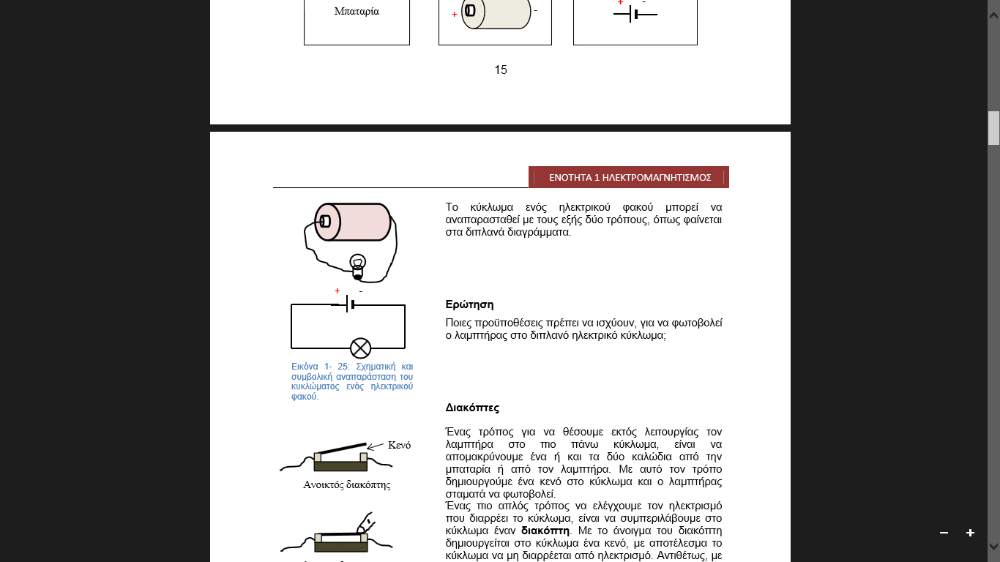 Μπαταρία
+
-
+
-
15
ΕΝΟΤΗΤΑ 1 ΗΛΕΚΤΡΟΜΑΓΝΗΤΙΣΜΟΣ
Το κύκλωμα ενός ηλεκτρικού φακού μπορεί να
αναπαρασταθεί με τους εξής δύο τρόπους, όπως φαίνεται
στα διπλανά διαγράμματα.
+
-
Εικόνα 1- 25: Σχηματική και
συμβολική αναπαράσταση του
κυκλώματος ενός ηλεκτρικού
φακού.
Ερώτηση
Ποιες προϋποθέσεις πρέπει να ισχύουν, για να φωτοβολεί
ο λαμπτήρας στο διπλανό ηλεκτρικό κύκλωμα;
Διακόπτες
Κενό
Ανοικτός διακόπτης
Ένας τρόπος για να θέσουμε εκτός λειτουργίας τον
λαμπτήρα στο πιο πάνω κύκλωμα, είναι να
απομακρύνουμε ένα ή και τα δύο καλώδια από την
μπαταρία ή από τον λαμπτήρα. Με αυτό τον τρόπο
δημιουργούμε ένα κενό στο κύκλωμα και ο λαμπτήρας
σταματά να φωτοβολεί.
Ένας πιο απλός τρόπος να ελέγχουμε τον ηλεκτρισμό
που διαρρέει το κύκλωμα, είναι να συμπεριλάβουμε στο
κύκλωμα έναν διακόπτη. Με το άνοιγμα του διακόπτη
δημιουργείται στο κύκλωμα ένα κενό, με αποτέλεσμα το
κύκλωμα να μη διαρρέεται από ηλεκτρισμό. Αντιθέτως, με